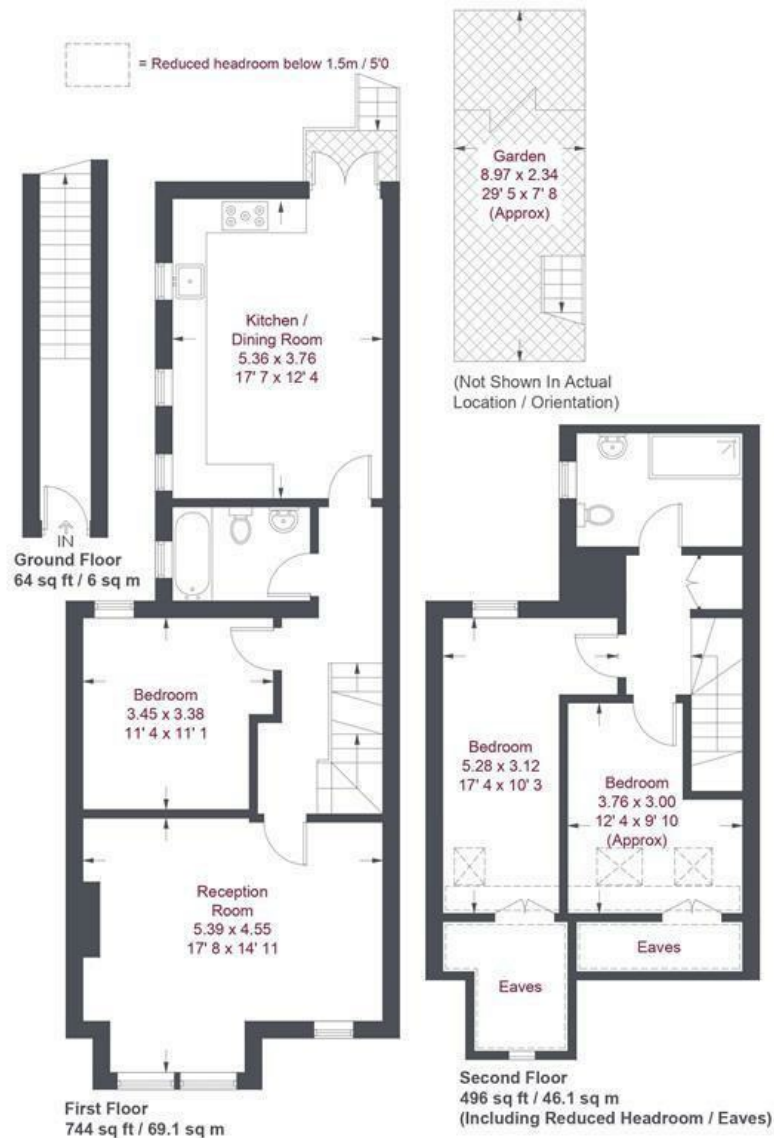 = Reduced headroom below 1.5m / 5'0
Garden
8.97 x 2.34
29' 5 x 7' 8
(Approx)
(Not Shown In Actual
Location / Orientation)
Kitchen /
Dining Room
5.36 x 3.76
17' 7 x 12' 4
IN
Ground Floor
64 sq ft / 6 sq m
Bedroom
3.45 x 3.38
11' 4 x 11' 1
Reception
Room
5.39 x 4.55
17' 8 x 14' 11
First Floor
744 sq ft / 69.1 sq m
Bedroom
5.28 x 3.12
17' 4 x 10' 3
Bedroom
3.76 x 3.00
12' 4 x 9' 10
(Approx)
Eaves
Eaves
Second Floor
496 sq ft / 46.1 sq m
(Including Reduced Headroom / Eaves)